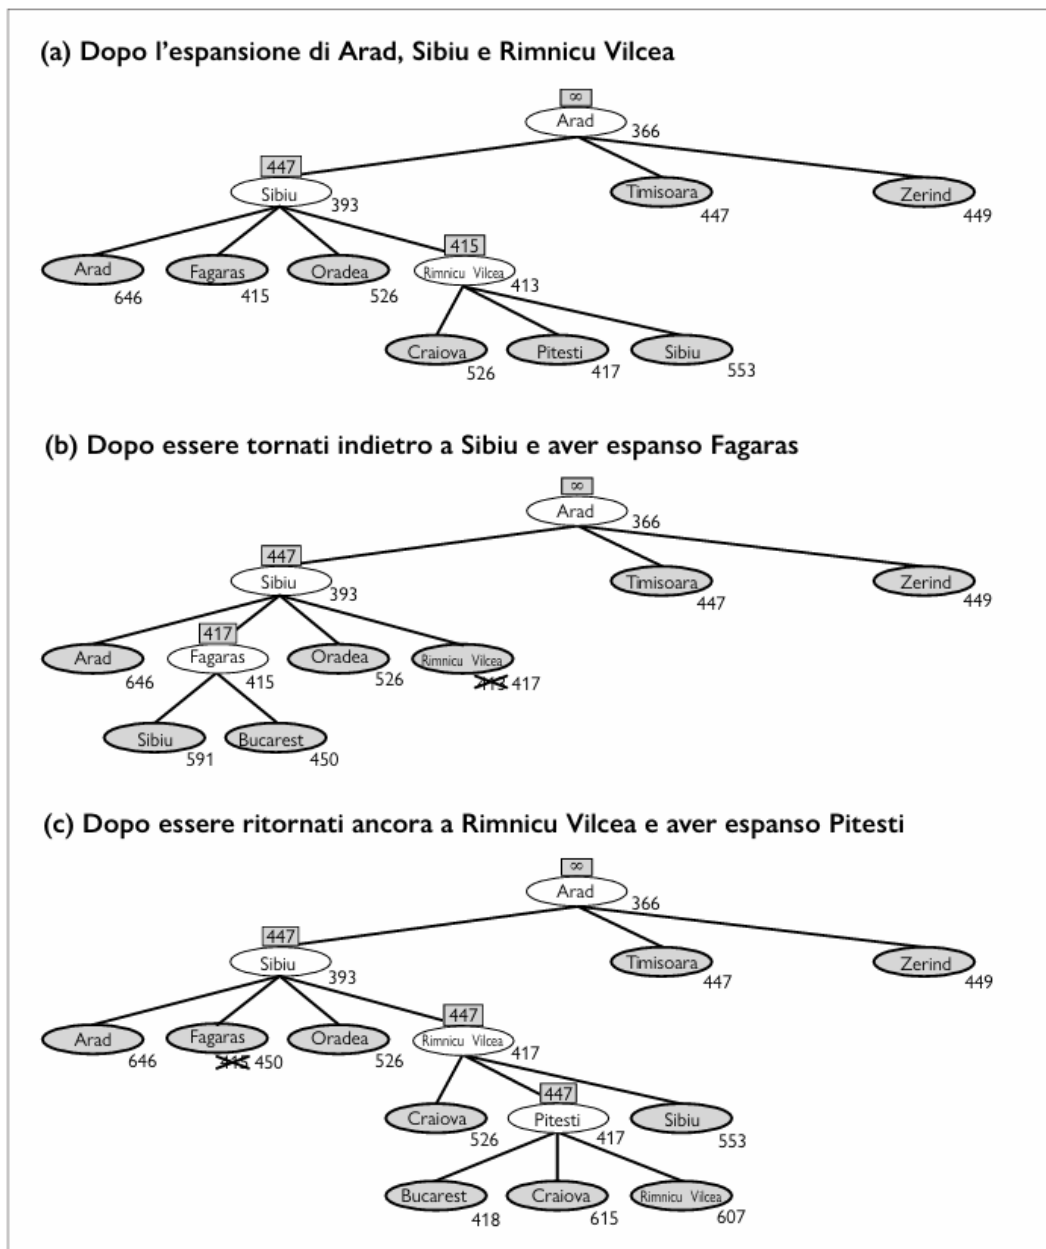 (a) Dopo l'espansione di Arad, Sibiu e Rimnicu Vilcea
∞
Arad
366
447
Sibiu
393
Timisoara
447
Zerind
449
Arad
646
Fagaras
415
Oradea
526
415
Rimnicu Vilcea
413
Craiova
526
Pitesti
417
Sibiu
553
(b) Dopo essere tornati indietro a Sibiu e aver espanso Fagaras
∞
Arad
366
447
Sibiu
393
Timisoara
447
Zerind
449
Arad
646
417
Fagaras
415
Oradea
526
Rimnicu Vilcea
413 417
Sibiu
591
Bucarest
450
(c) Dopo essere ritornati ancora a Rimnicu Vilcea e aver espanso Pitesti
∞
Arad
366
447
Sibiu
393
Timisoara
447
Zerind
449
Arad
646
Fagaras
415 450
Oradea
526
447
Rimnicu Vilcea
417
Craiova
526
447
Pitesti
417
Sibiu
553
Bucarest
418
Craiova
615
Rimnicu Vilcea
607